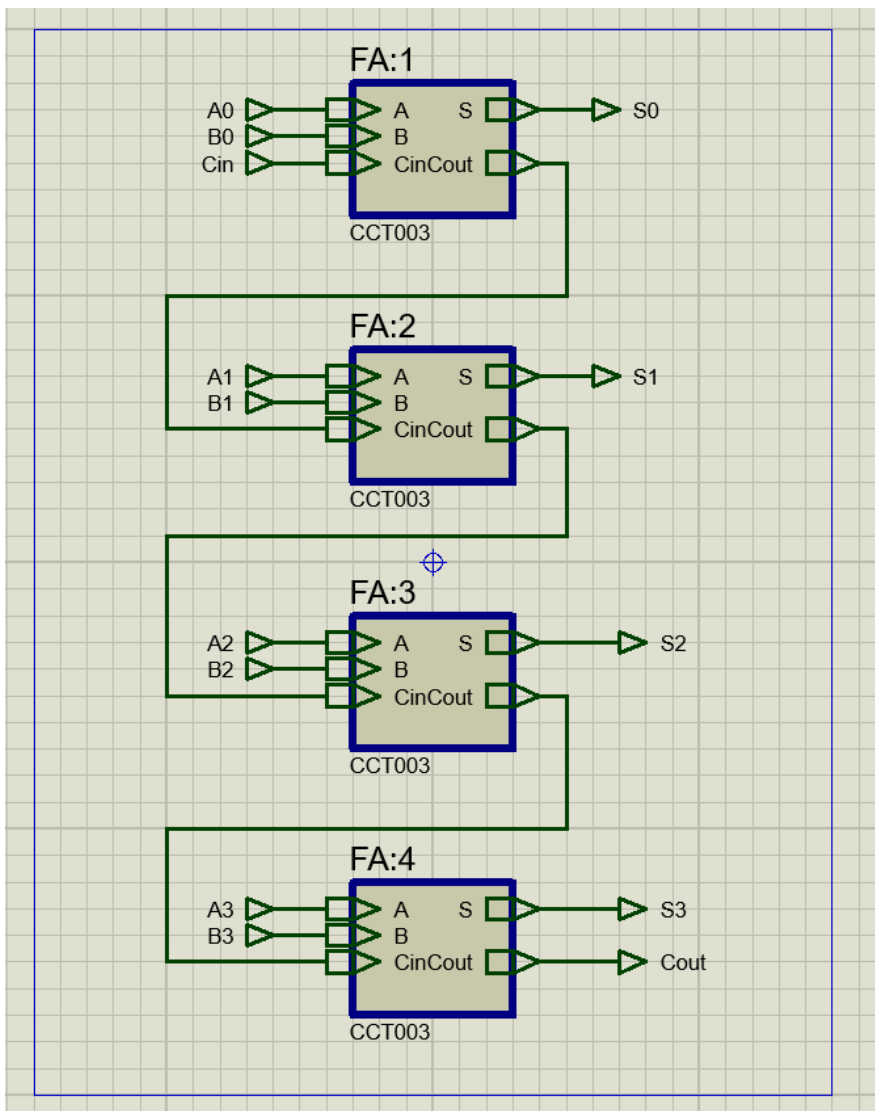 FA:1
A0 A S S0
B0 B
Cin CinCout
CCT003
FA:2
A1 A S S1
B1 B
CinCout
CCT003
FA:3
A2 A S S2
B2 B
CinCout
CCT003
FA:4
A3 A S S3
B3 B
CinCout Cout
CCT003